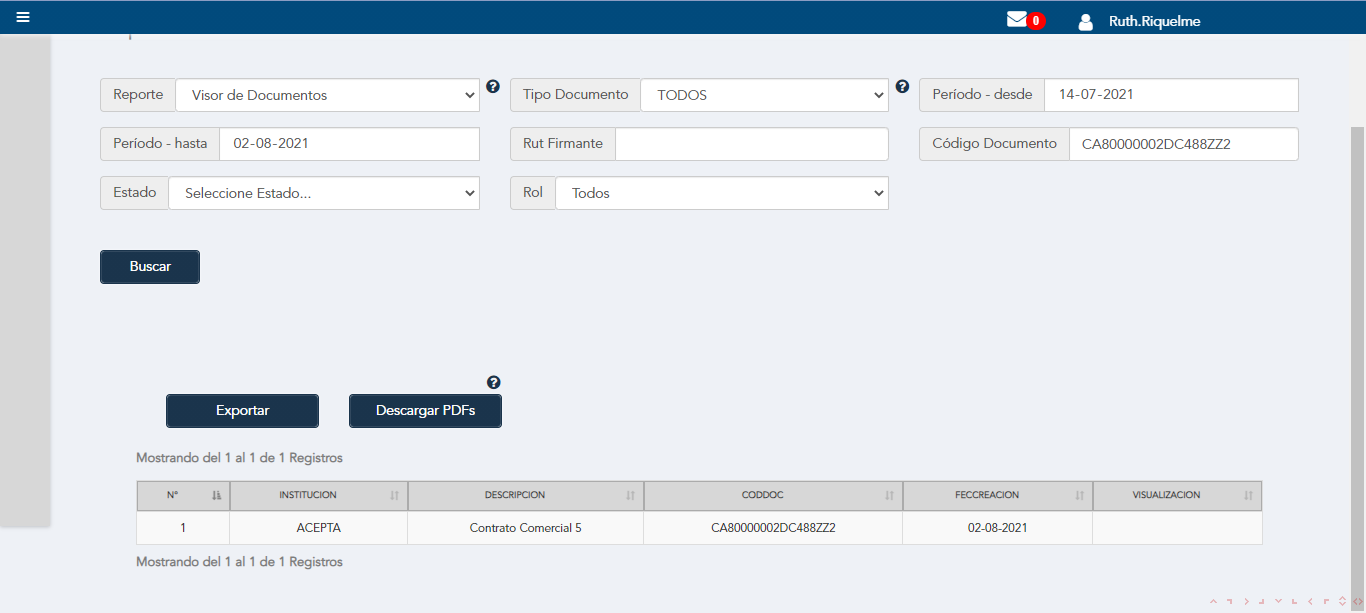 0 Ruth.Riquelme
Reporte Visor de Documentos Tipo Documento TODOS Período - desde 14-07-2021
Período - hasta 02-08-2021 Rut Firmante Código Documento CA80000002DC488ZZ2
Estado Seleccione Estado... Rol Todos
Buscar
Exportar Descargar PDFs
Mostrando del 1 al 1 de 1 Registros
N° INSTITUCION DESCRIPCION CODDOC FECCREACION VISUALIZACION
1 ACEPTA Contrato Comercial 5 CA80000002DC488ZZ2 02-08-2021
Mostrando del 1 al 1 de 1 Registros